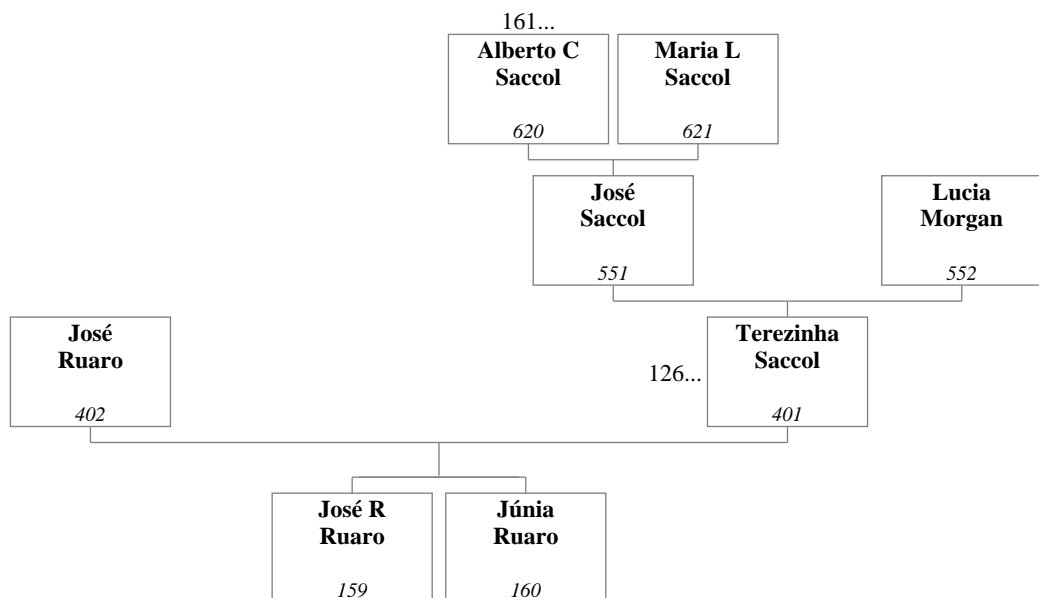 161...
Alberto C
Saccol
620
Maria L
Saccol
621
José
Saccol
551
Lucia
Morgan
552
José
Ruaro
402
126...
Terezinha
Saccol
401
José R
Ruaro
159
Júnia
Ruaro
160